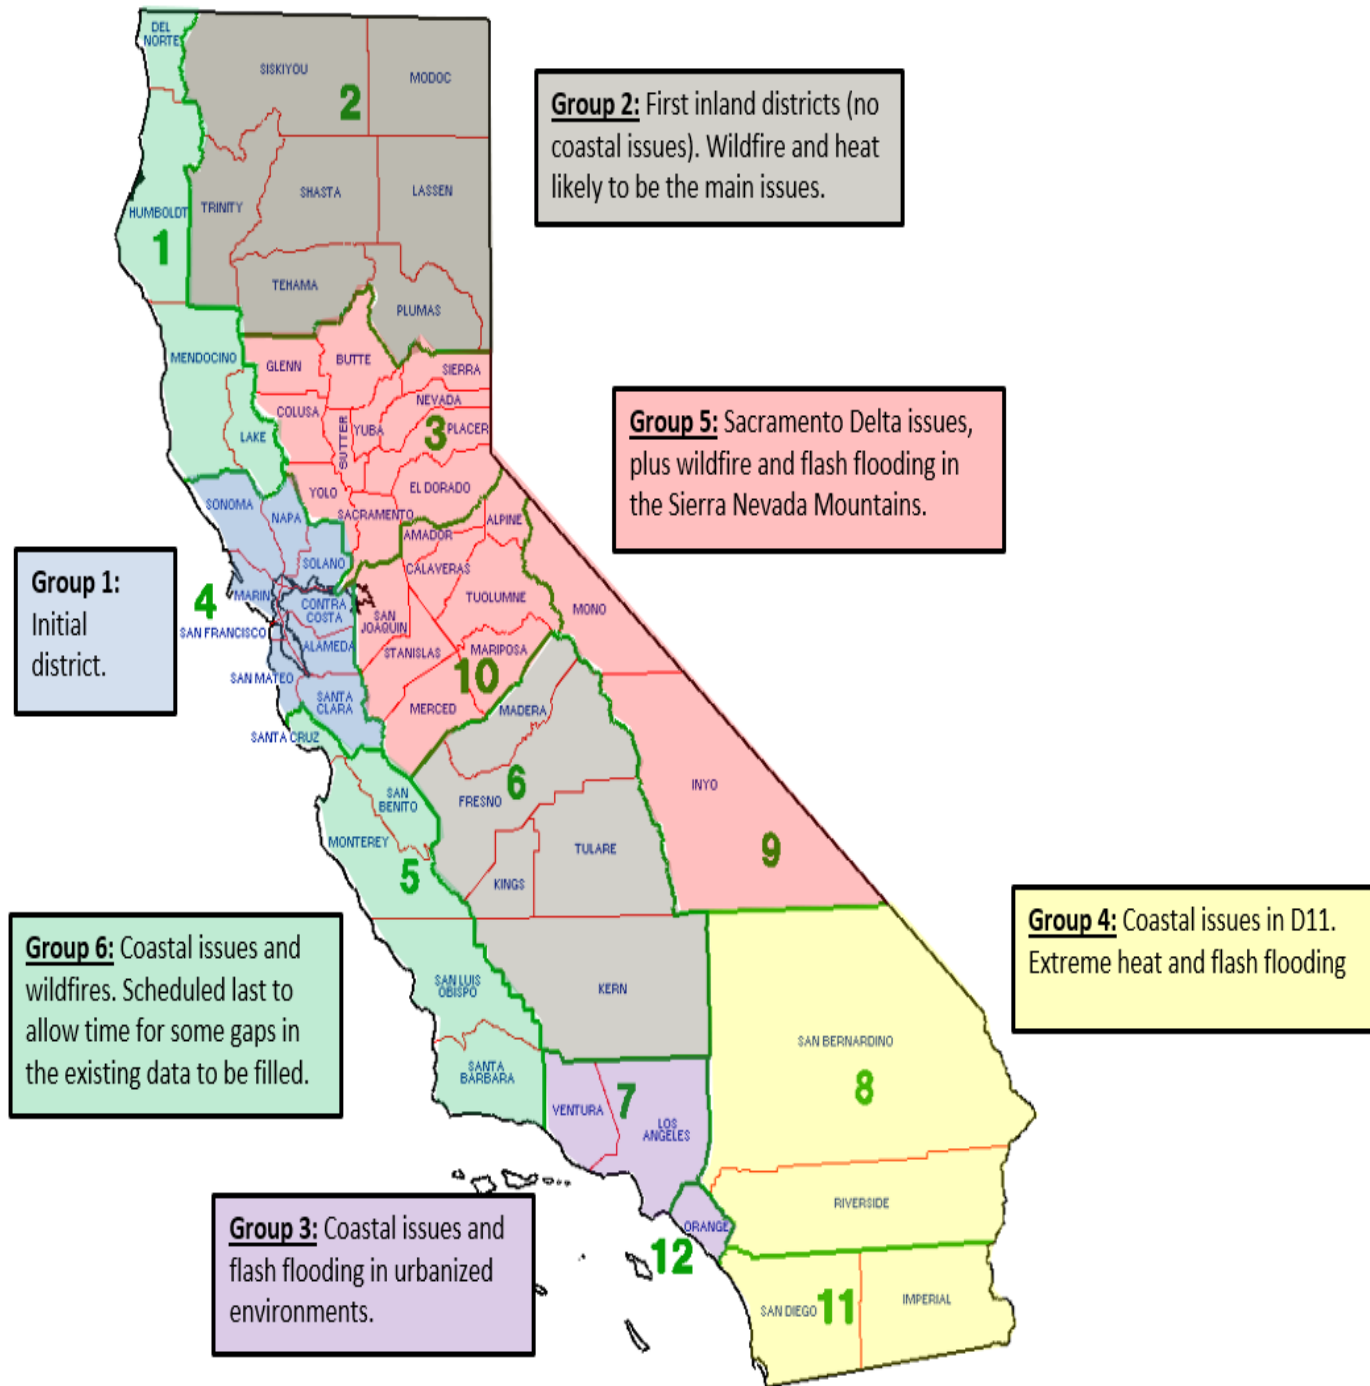 DEL
NORTE
SISKIYOU
MODOC
2
HUMBOLDT
TRINITY
SHASTA
LASSEN
1
TEHAMA
PLUMAS
MENDOCINO
GLENN
BUTTE
SIERRA
NEVADA
COLUSA
SUTTER
YUBA
PLACER
3
LAKE
YOLO
EL DORADO
SONOMA
NAPA
SACRAMENTO
ALPINE
AMADOR
SOLANO
CALAVERAS
MARIN
4
CONTRA
COSTA
SAN
JOAQUIN
TUOLUMNE
MONO
SAN FRANCISCO
ALAMEDA
STANISLAS
MARIPOSA
10
SAN MATEO
SANTA
CLARA
MERCED
MADERA
SANTA CRUZ
SAN
BENITO
FRESNO
6
INYO
MONTEREY
5
TULARE
9
KINGS
SAN LUIS
OBISPO
KERN
SAN BERNARDINO
8
SANTA
BARBARA
VENTURA
7
LOS
ANGELES
RIVERSIDE
ORANGE
12
SAN DIEGO
11
IMPERIAL
Group 2: First inland districts (no
coastal issues). Wildfire and heat
likely to be the main issues.
Group 5: Sacramento Delta issues,
plus wildfire and flash flooding in
the Sierra Nevada Mountains.
Group 1:
Initial
district.
Group 6: Coastal issues and
wildfires. Scheduled last to
allow time for some gaps in
the existing data to be filled.
Group 4: Coastal issues in D11.
Extreme heat and flash flooding
Group 3: Coastal issues and
flash flooding in urbanized
environments.